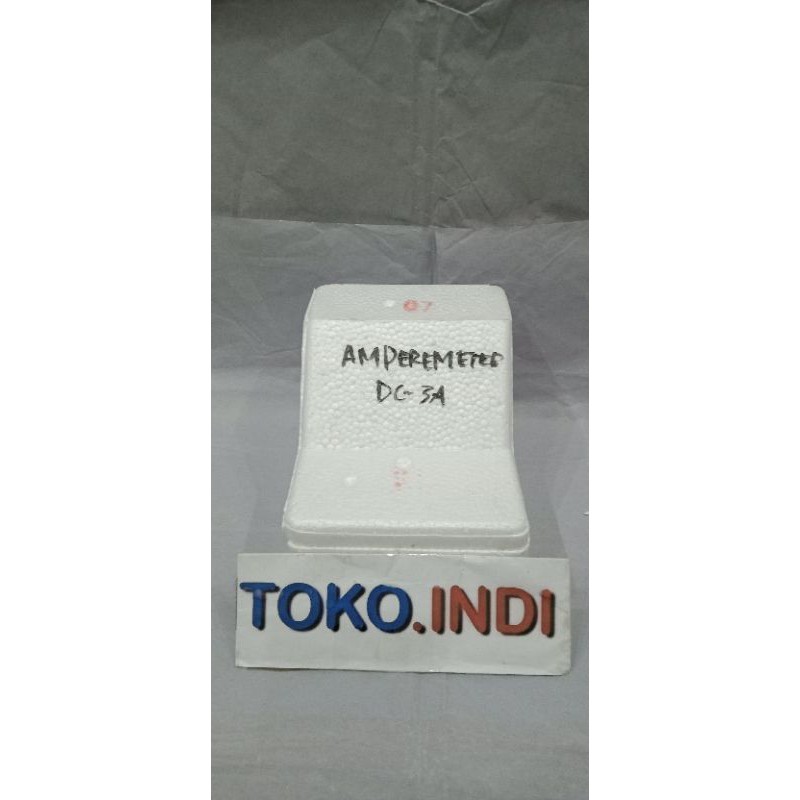 07
AMPEREMETER
DC-3A
TOKO.INDI